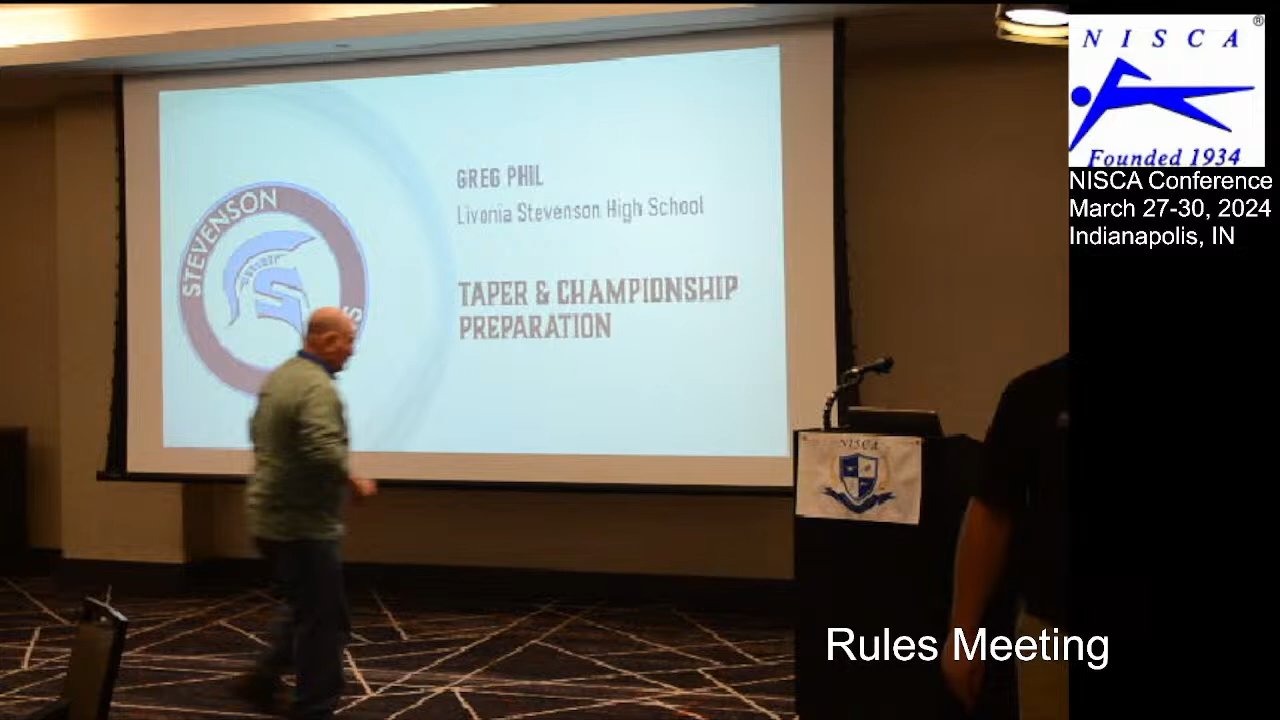 GREG PHIL
Livonia Stevenson High School
TAPER & CHAMPIONSHIP
PREPARATION
STEVENSON
S
NISCA
N I S C A ®
Founded 1934
NISCA Conference
March 27-30, 2024
Indianapolis, IN
Rules Meeting